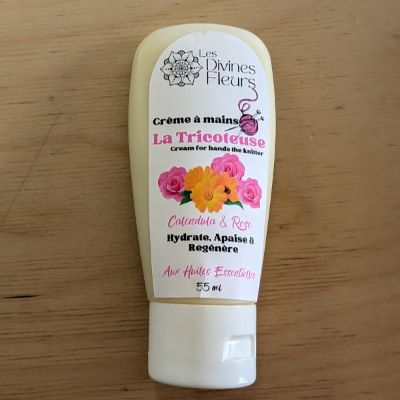 Les
Divines
Fleurs
Crème à mains
La Tricoteuse
Cream for hands the knitter
Calendula & Rose
Hydrate, Apaise &
Regénère
Aux Huiles Essentielles
55 ml